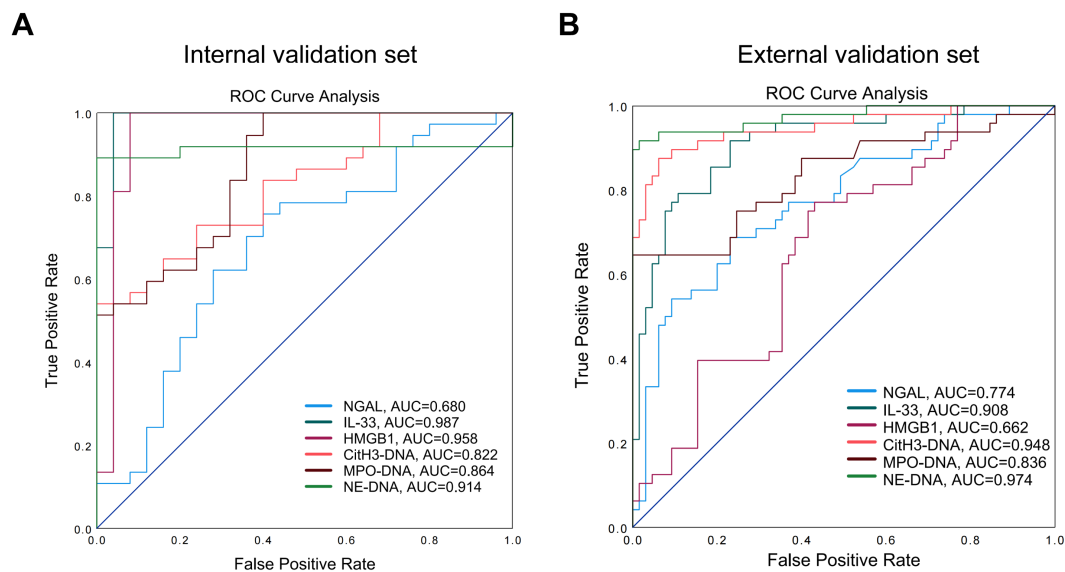 A
Internal validation set
ROC Curve Analysis
True Positive Rate
1.0
0.8
0.6
0.4
0.2
0.0
NGAL, AUC=0.680
IL-33, AUC=0.987
HMGB1, AUC=0.958
CitH3-DNA, AUC=0.822
MPO-DNA, AUC=0.864
NE-DNA, AUC=0.914
0.0 0.2 0.4 0.6 0.8 1.0
False Positive Rate
B
External validation set
ROC Curve Analysis
True Positive Rate
1.0
0.8
0.6
0.4
0.2
0.0
NGAL, AUC=0.774
IL-33, AUC=0.908
HMGB1, AUC=0.662
CitH3-DNA, AUC=0.948
MPO-DNA, AUC=0.836
NE-DNA, AUC=0.974
0.0 0.2 0.4 0.6 0.8 1.0
False Positive Rate